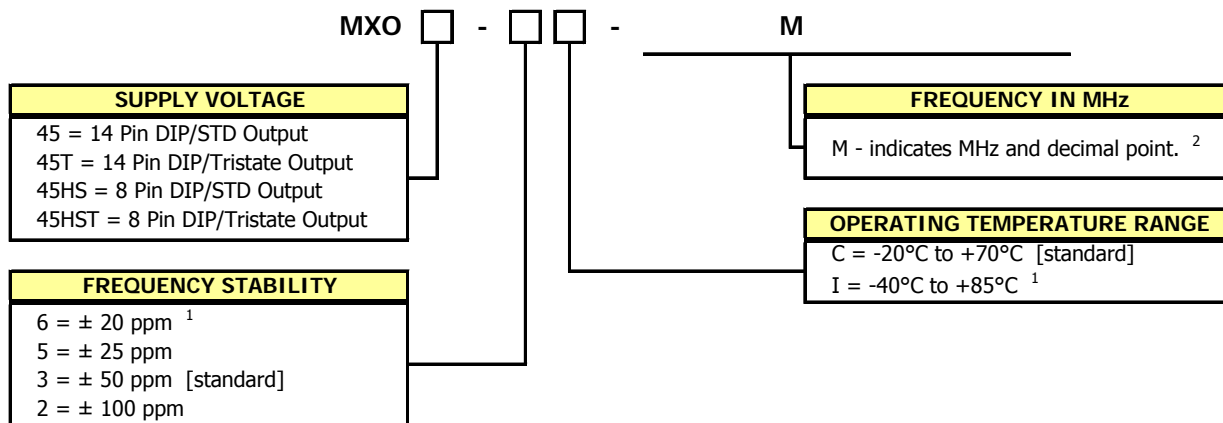 MXO - - M
SUPPLY VOLTAGE
45 = 14 Pin DIP/STD Output
45T = 14 Pin DIP/Tristate Output
45HS = 8 Pin DIP/STD Output
45HST = 8 Pin DIP/Tristate Output
FREQUENCY IN MHz
M - indicates MHz and decimal point. 2
OPERATING TEMPERATURE RANGE
C = -20°C to +70°C [standard]
I = -40°C to +85°C 1
FREQUENCY STABILITY
6 = ± 20 ppm 1
5 = ± 25 ppm
3 = ± 50 ppm [standard]
2 = ± 100 ppm